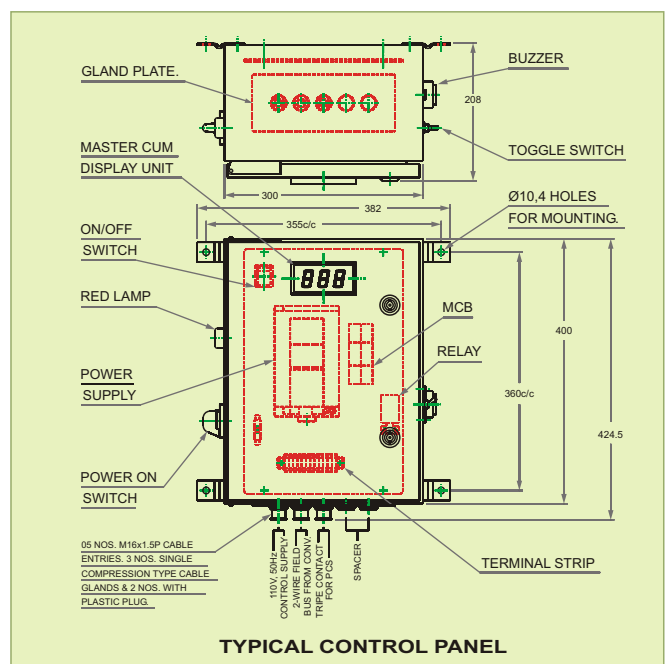 GLAND PLATE.
BUZZER
208
MASTER CUM
DISPLAY UNIT
TOGGLE SWITCH
300
382
355c/c
Ø10,4 HOLES
FOR MOUNTING.
ON/OFF
SWITCH
888
RED LAMP
MCB
400
RELAY
POWER
SUPPLY
360c/c
424.5
POWER ON
SWITCH
05 NOS. M16x1.5P CABLE
ENTRIES. 3 NOS. SINGLE
COMPRESSION TYPE CABLE
GLANDS & 2 NOS. WITH
PLASTIC PLUG.
110V, 50Hz
CONTROL SUPPLY
2-WIRE FIELD
BUS FROM CONV.
TRIPE CONTACT
FOR PCS
SPACER
TERMINAL STRIP
TYPICAL CONTROL PANEL